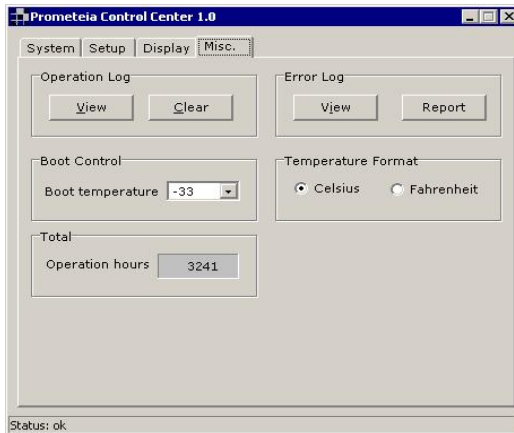 Prometeia Control Center 1.0
System Setup Display Misc.
Operation Log
View Clear
Error Log
View Report
Boot Control
Boot temperature -33
Temperature Format
Celsius Fahrenheit
Total
Operation hours 3241
Status: ok